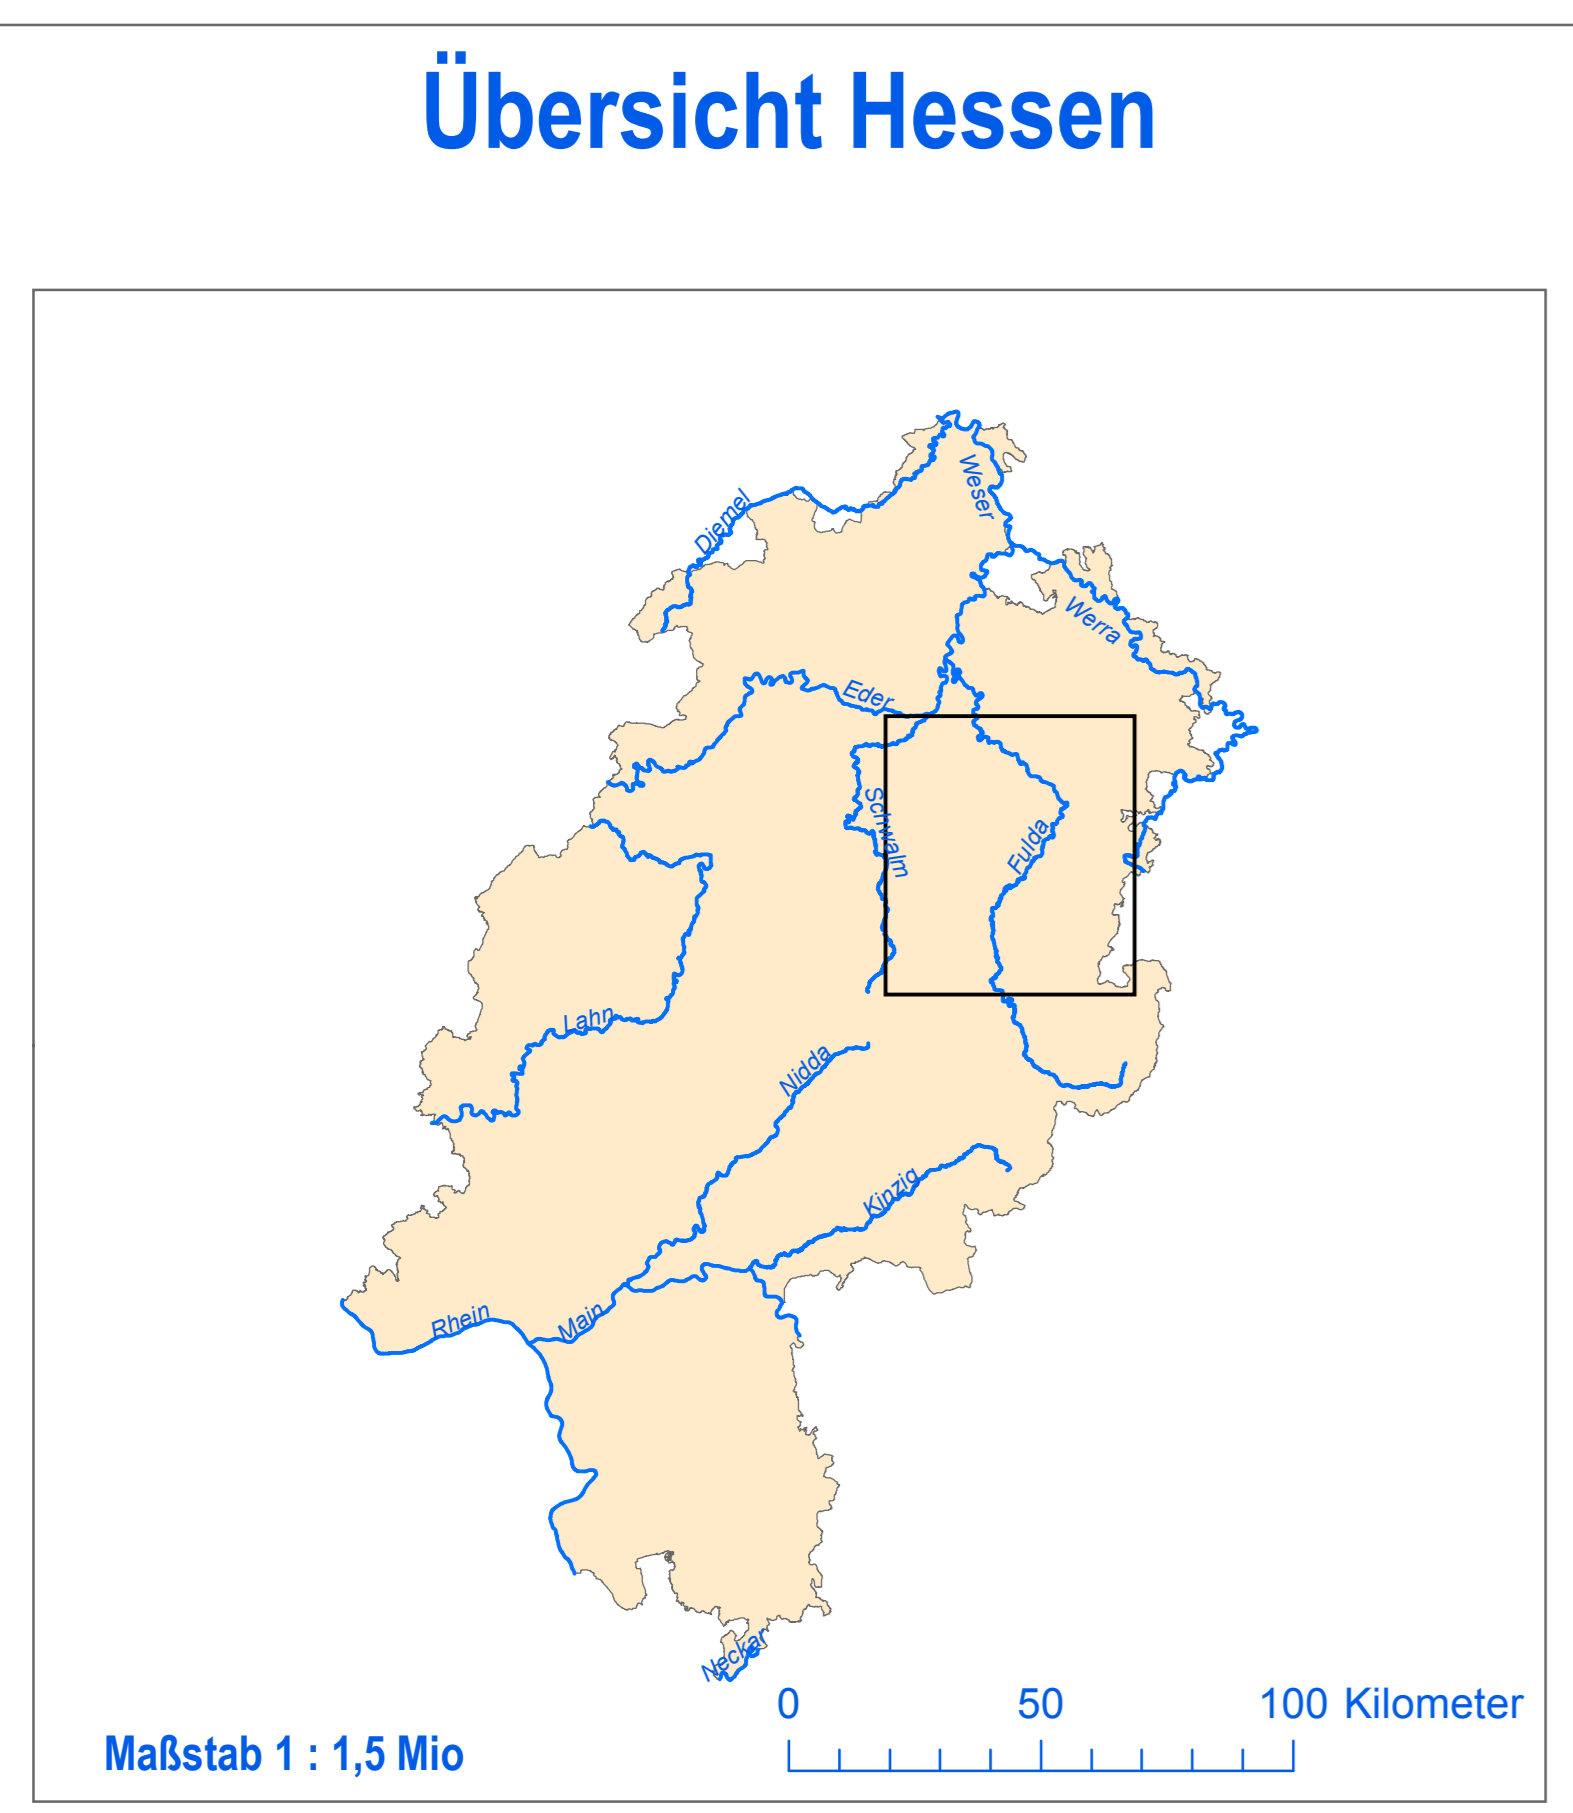 Übersicht Hessen
Diemel
Weser
Werra
Eder
Schwalm
Fulda
Lahn
Nidda
Kinzig
Rhein
Main
Neckar
0 50 100 Kilometer
Maßstab 1 : 1,5 Mio